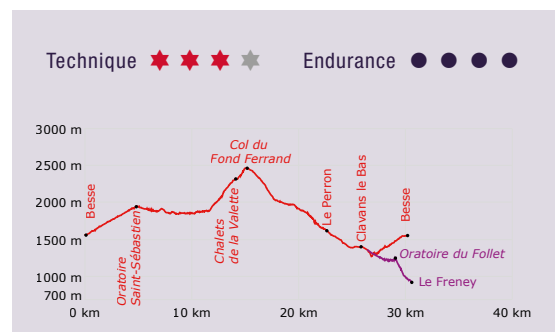 Technique
Endurance
3000 m
2500 m
2000 m
1500 m
1000 m
700 m
Besse
Oratoire
Saint-Sébastien
Chalets
de la Valette
Col du
Fond Ferrand
Le Perron
Clavans le Bas
Besse
Oratoire du Follet
Le Freney
0 km
10 km
20 km
30 km
40 km